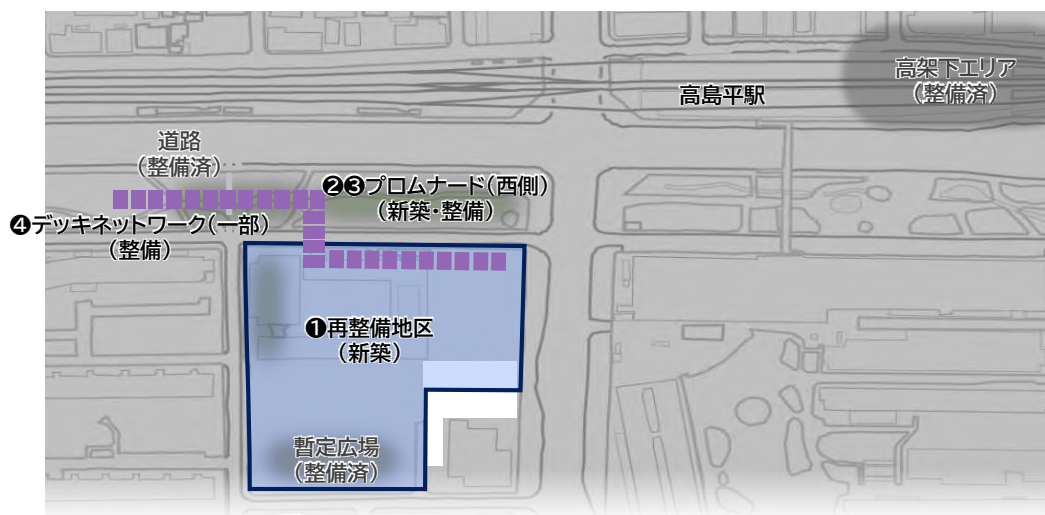 高架下エリア
(整備済)
高島平駅
道路
(整備済)
❷❸プロムナード(西側)
(新築・整備)
❹デッキネットワーク(一部)
(整備)
❶再整備地区
(新築)
暫定広場
(整備済)